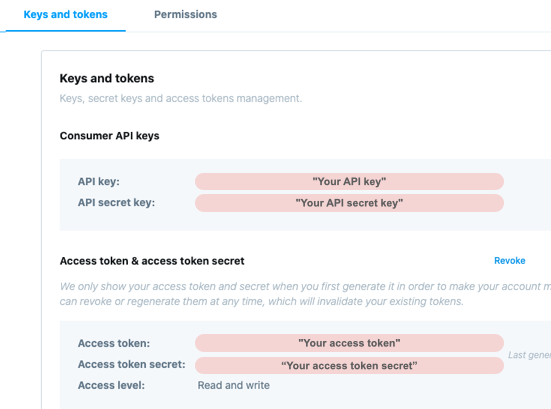 Keys and tokens Permissions
Keys and tokens
Keys, secret keys and access tokens management.
Consumer API keys
API key: "Your API key"
API secret key: "Your API secret key"
Access token & access token secret Revoke
We only show your access token and secret when you first generate it in order to make your account m
can revoke or regenerate them at any time, which will invalidate your existing tokens.
Access token: "Your access token"
Last gener
Access token secret: “Your access token secret”
Access level: Read and write